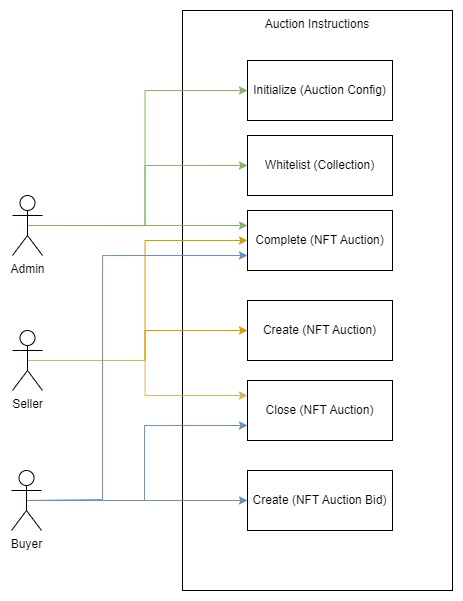 Auction Instructions
Initialize (Auction Config)
Whitelist (Collection)
Complete (NFT Auction)
Admin
Create (NFT Auction)
Seller
Close (NFT Auction)
Create (NFT Auction Bid)
Buyer